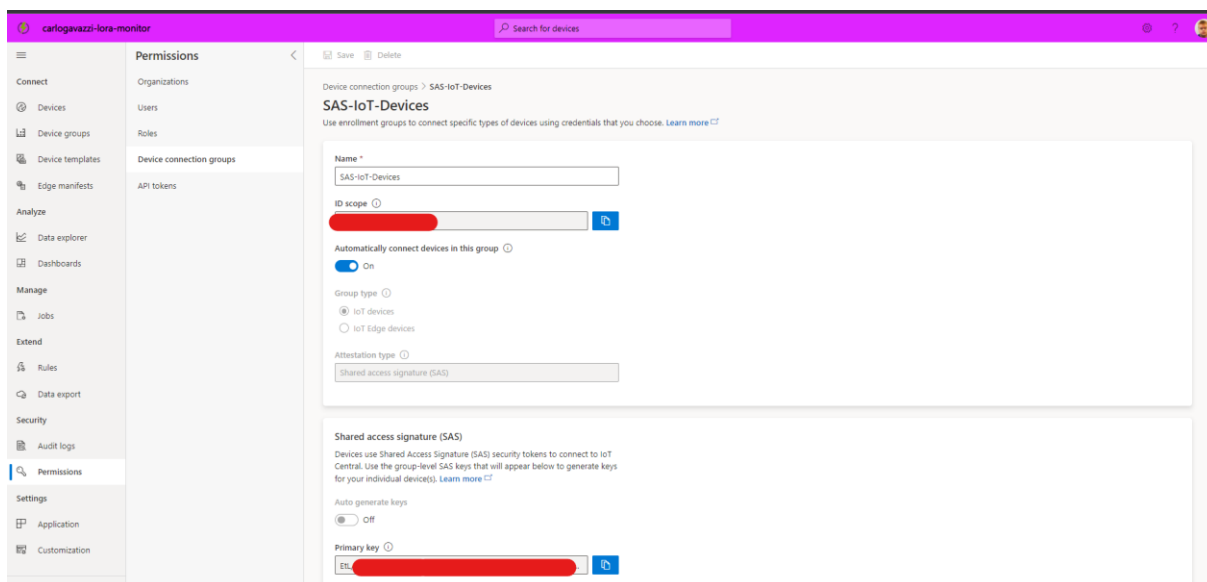 carlogavazzi-lora-monitor
Search for devices
?
Connect
Devices
Device groups
Device templates
Edge manifests
Analyze
Data explorer
Dashboards
Manage
Jobs
Extend
Rules
Data export
Security
Audit logs
Permissions
Settings
Application
Customization
Permissions
Organizations
Users
Roles
Device connection groups
API tokens
Save
Delete
Device connection groups > SAS-IoT-Devices
SAS-IoT-Devices
Use enrollment groups to connect specific types of devices using credentials that you choose. Learn more
Name *
SAS-IoT-Devices
ID scope
Automatically connect devices in this group
On
Group type
IoT devices
IoT Edge devices
Attestation type
Shared access signature (SAS)
Shared access signature (SAS)
Devices use Shared Access Signature (SAS) security tokens to connect to IoT
Central. Use the group-level SAS keys that will appear below to generate keys
for your individual device(s). Learn more
Auto generate keys
Off
Primary key